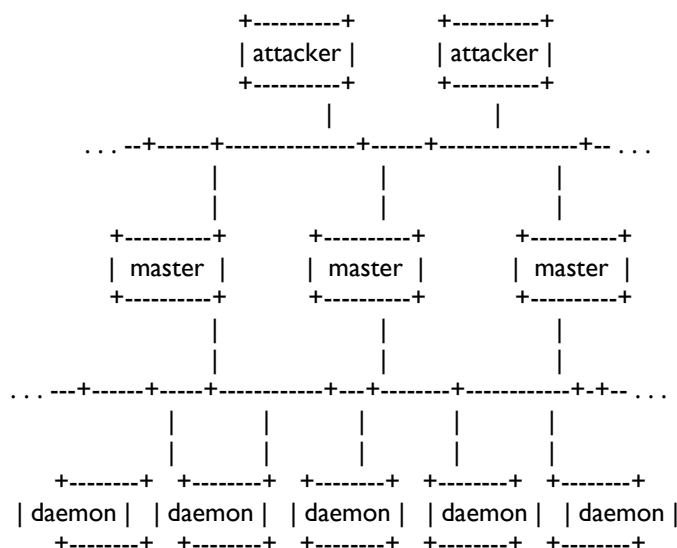 +----------+ +----------+
| attacker | | attacker |
+----------+ +----------+
| |
. . . --+------+---------------+------+----------------+-- . . .
| | |
| | |
+----------+ +----------+ +----------+
| master | | master | | master |
+----------+ +----------+ +----------+
| | |
| | |
. . . ---+------+-----+------------+---+--------+------------+-+-- . . .
| | | | |
| | | | |
+--------+ +--------+ +--------+ +--------+ +--------+
| daemon | | daemon | | daemon | | daemon | | daemon |
+--------+ +--------+ +--------+ +--------+ +--------+